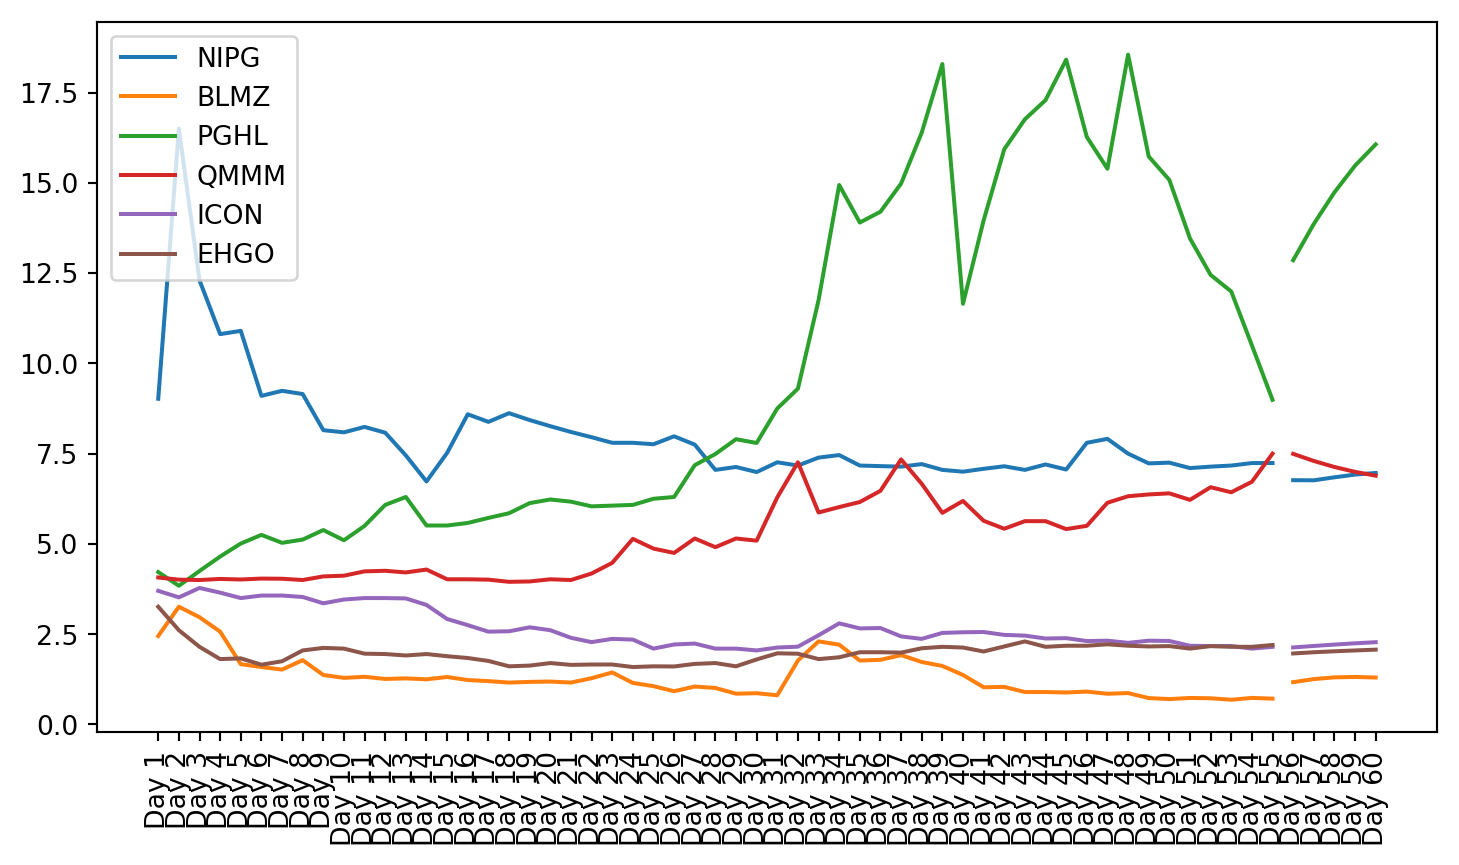 NIPG
BLMZ
PGHL
QMMM
ICON
EHGO
17.5
15.0
12.5
10.0
7.5
5.0
2.5
0.0
Day 1
Day 2
Day 3
Day 4
Day 5
Day 6
Day 7
Day 8
Day 9
Day 10
Day 11
Day 12
Day 13
Day 14
Day 15
Day 16
Day 17
Day 18
Day 19
Day 20
Day 21
Day 22
Day 23
Day 24
Day 25
Day 26
Day 27
Day 28
Day 29
Day 30
Day 31
Day 32
Day 33
Day 34
Day 35
Day 36
Day 37
Day 38
Day 39
Day 40
Day 41
Day 42
Day 43
Day 44
Day 45
Day 46
Day 47
Day 48
Day 49
Day 50
Day 51
Day 52
Day 53
Day 54
Day 55
Day 56
Day 57
Day 58
Day 59
Day 60